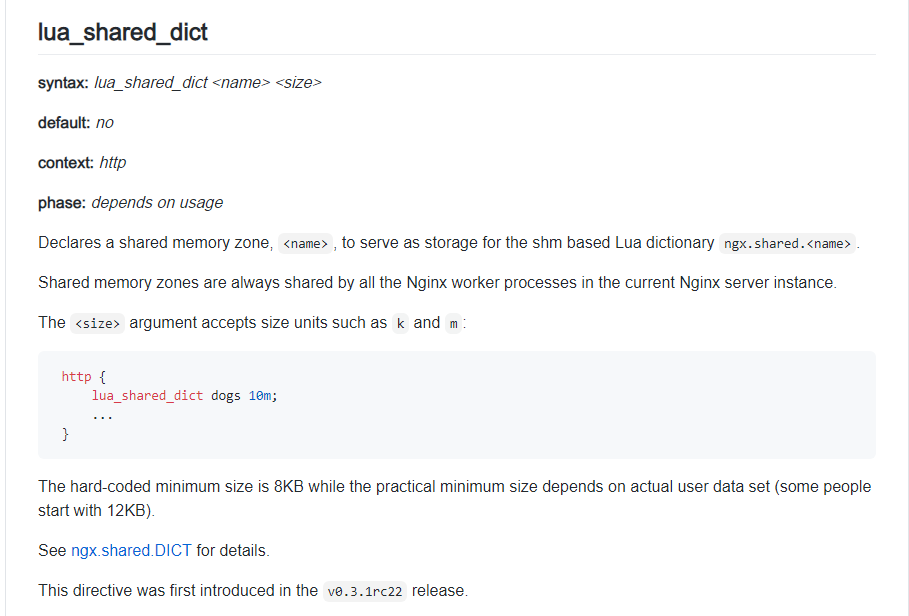 lua_shared_dict
syntax: lua_shared_dict <name> <size>
default: no
context: http
phase: depends on usage
Declares a shared memory zone, <name>, to serve as storage for the shm based Lua dictionary ngx.shared.<name>.
Shared memory zones are always shared by all the Nginx worker processes in the current Nginx server instance.
The <size> argument accepts size units such as k and m:
http {
    lua_shared_dict dogs 10m;
    ...
}
The hard-coded minimum size is 8KB while the practical minimum size depends on actual user data set (some people
start with 12KB).
See ngx.shared.DICT for details.
This directive was first introduced in the v0.3.1rc22 release.